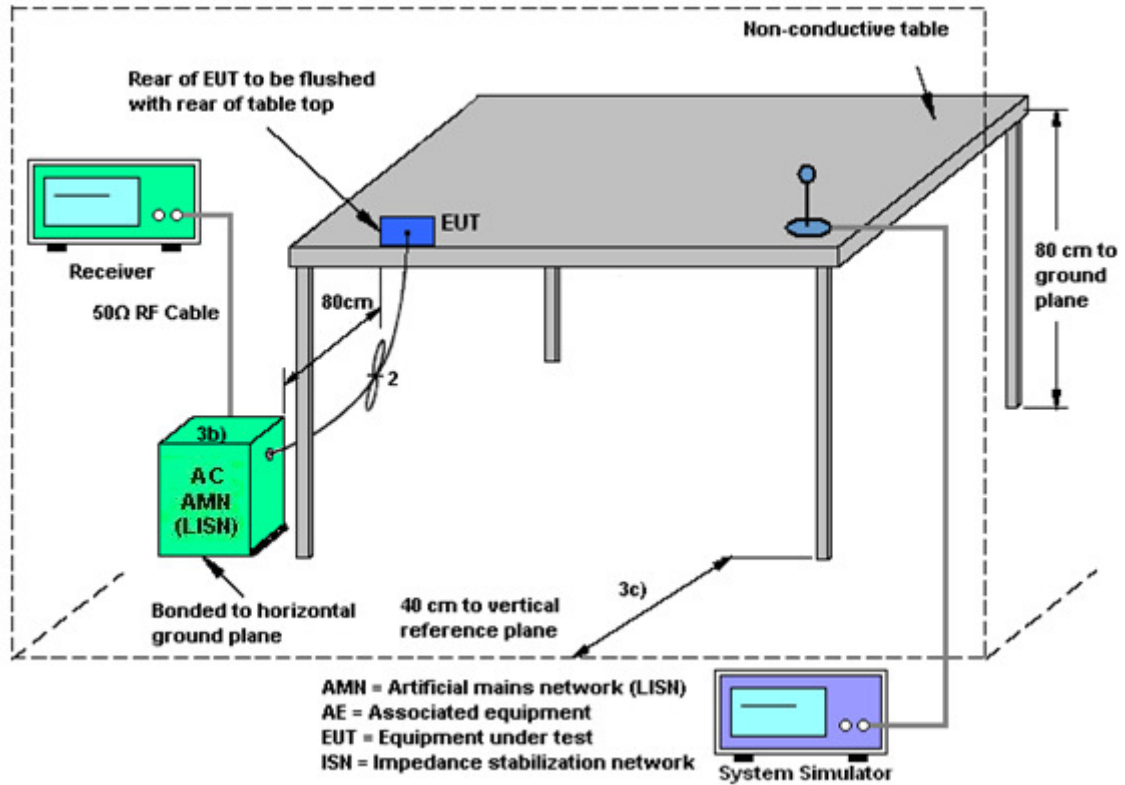 Non-conductive table
Rear of EUT to be flushed
with rear of table top
EUT
Receiver
80cm
80 cm to
ground
plane
50Ω RF Cable
2
3b)
AC
AMN
(LISN)
3c)
Bonded to horizontal
ground plane
40 cm to vertical
reference plane
AMN = Artificial mains network (LISN)
AE = Associated equipment
EUT = Equipment under test
ISN = Impedance stabilization network
System Simulator